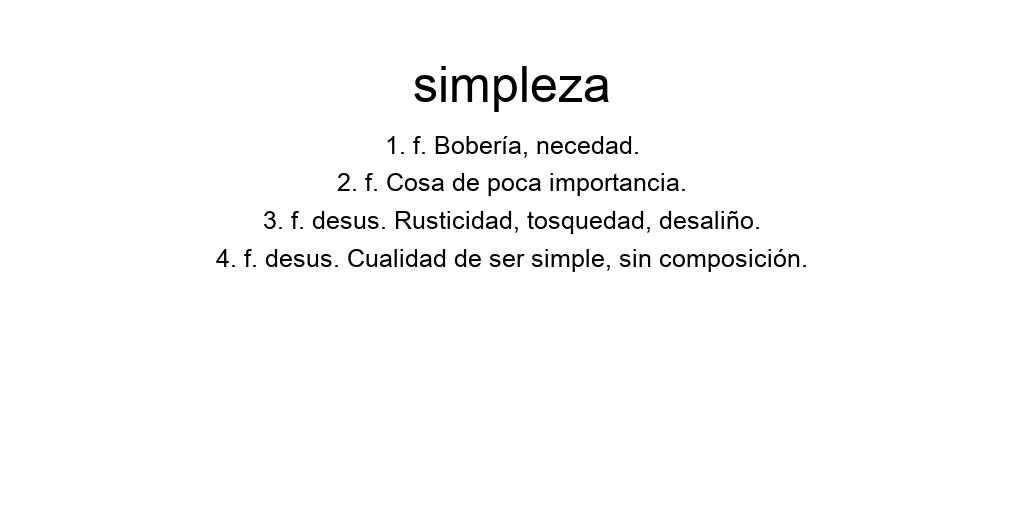 simpleza
1. f. Bobería, necedad.
2. f. Cosa de poca importancia.
3. f. desus. Rusticidad, tosquedad, desaliño.
4. f. desus. Cualidad de ser simple, sin composición.